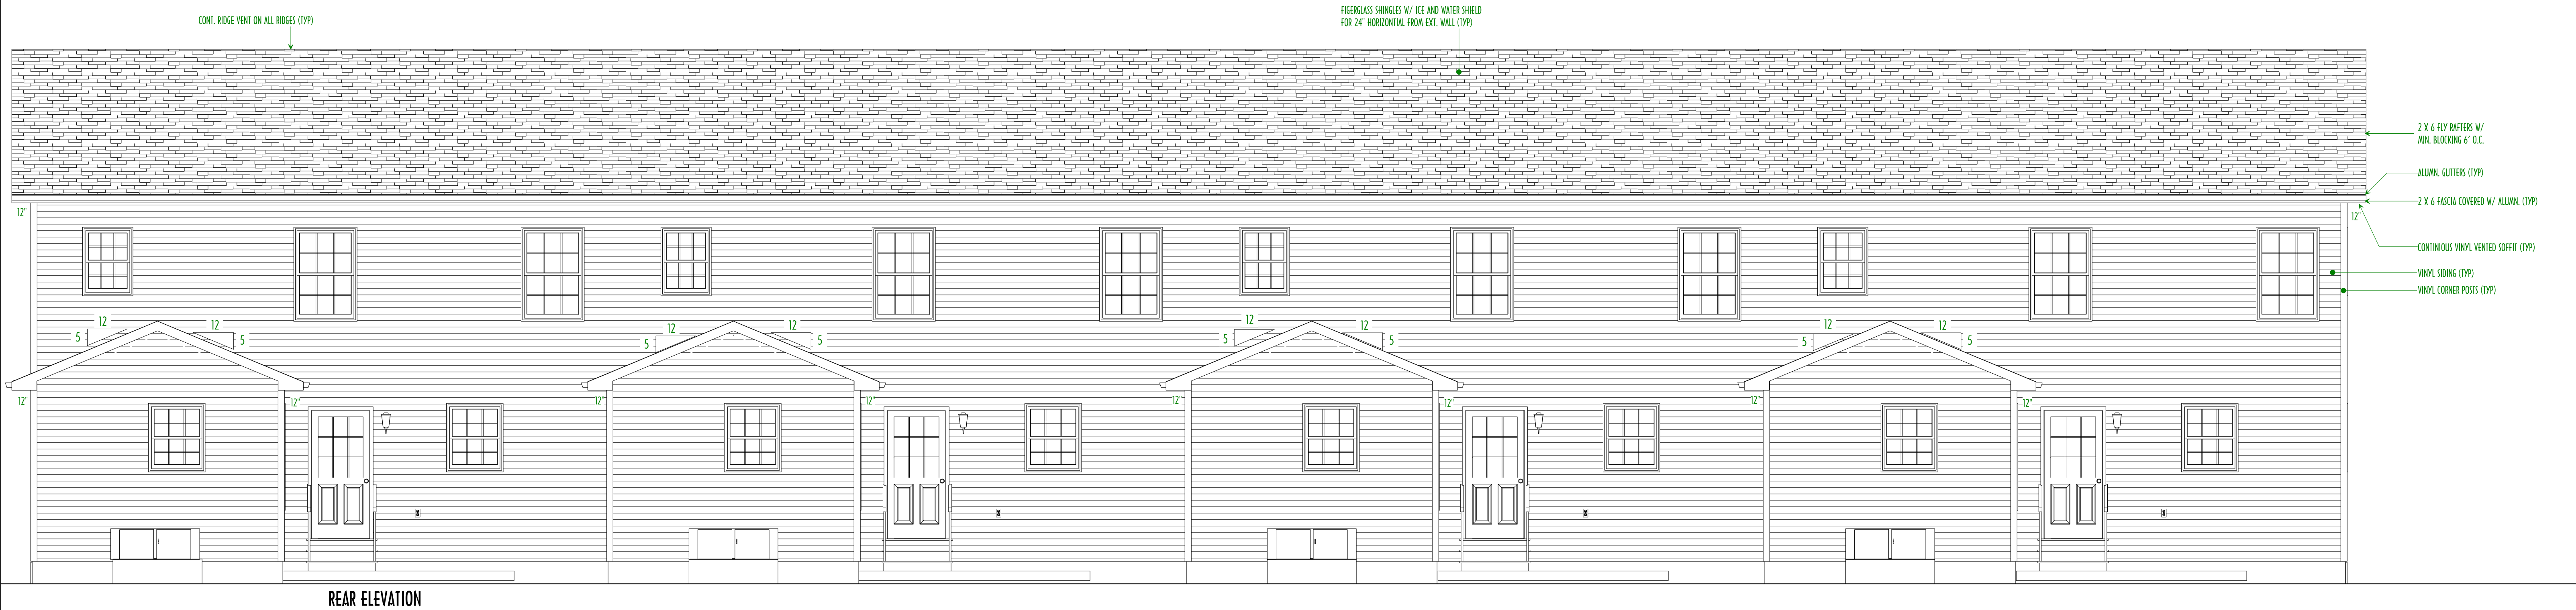 CONT. RIDGE VENT ON ALL RIDGES (TYP)
FIGERGLASS SHINGLES W/ ICE AND WATER SHIELD
FOR 24" HORIZONTIAL FROM EXT. WALL (TYP)
2 X 6 FLY RAFTERS W/
MIN. BLOCKING 6' O.C.
ALUMN. GUTTERS (TYP)
2 X 6 FASCIA COVERED W/ ALUMN. (TYP)
12"
12"
CONTINIOUS VINYL VENTED SOFFIT (TYP)
VINYL SIDING (TYP)
VINYL CORNER POSTS (TYP)
12
5
12
5
12
5
12
5
12
5
12
5
12
5
12
5
12"
12"
12"
12"
12"
12"
12"
12"
REAR ELEVATION